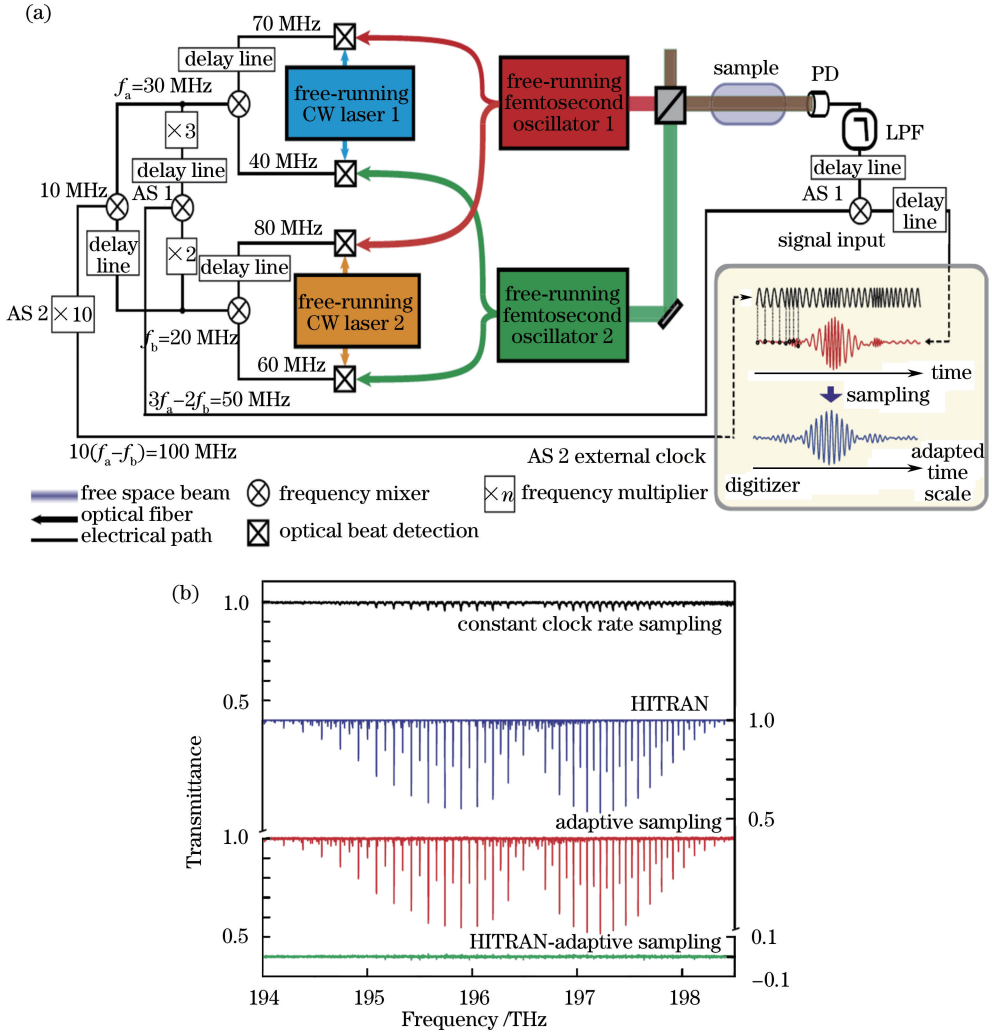 (a)
70 MHz
delay line
fa=30 MHz
×3
delay line
40 MHz
10 MHz
AS 1
delay
line
×2
80 MHz
delay line
AS 2
×10
fb=20 MHz
60 MHz
3fa−2fb=50 MHz
10(fa−fb)=100 MHz
free-running
CW laser 1
free-running
CW laser 2
free-running
femtosecond
oscillator 1
free-running
femtosecond
oscillator 2
sample
PD
LPF
delay line
AS 1
delay
line
signal input
time
sampling
adapted
time
scale
digitizer
AS 2 external clock
free space beam
optical fiber
electrical path
frequency mixer
optical beat detection
×n
frequency multiplier
(b)
1.0
constant clock rate sampling
0.5
HITRAN
1.0
0.5
adaptive sampling
1.0
0.5
HITRAN-adaptive sampling
0.1
−0.1
Transmittance
194
195
196
197
198
Frequency /THz